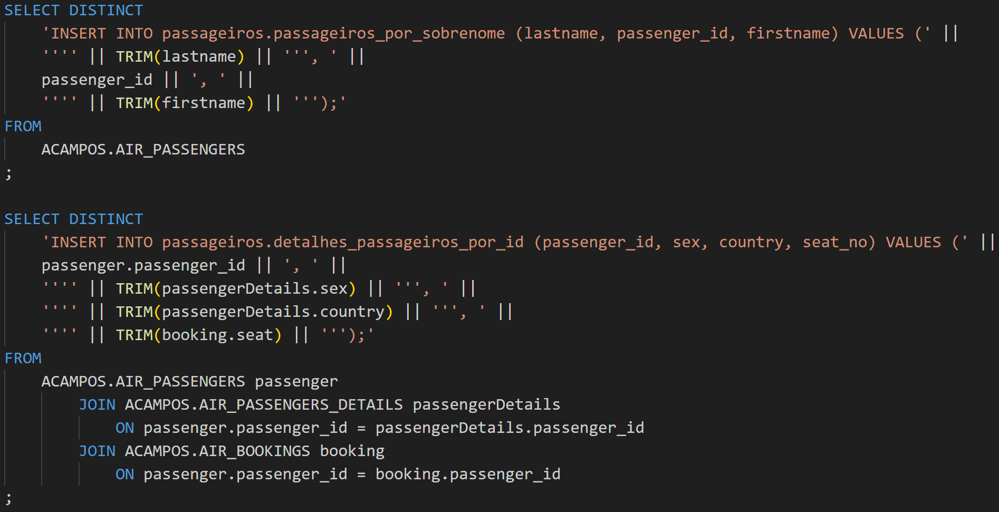 SELECT DISTINCT
    'INSERT INTO passageiros.passageiros_por_sobrenome (lastname, passenger_id, firstname) VALUES (' ||
    '''' || TRIM(lastname) || ''', ' ||
    passenger_id || ', ' ||
    '''' || TRIM(firstname) || ''');'
FROM
    ACAMPOS.AIR_PASSENGERS
;

SELECT DISTINCT
    'INSERT INTO passageiros.detalhes_passageiros_por_id (passenger_id, sex, country, seat_no) VALUES (' ||
    passenger.passenger_id || ', ' ||
    '''' || TRIM(passengerDetails.sex) || ''', ' ||
    '''' || TRIM(passengerDetails.country) || ''', ' ||
    '''' || TRIM(booking.seat) || ''');'
FROM
    ACAMPOS.AIR_PASSENGERS passenger
        JOIN ACAMPOS.AIR_PASSENGERS_DETAILS passengerDetails
            ON passenger.passenger_id = passengerDetails.passenger_id
        JOIN ACAMPOS.AIR_BOOKINGS booking
            ON passenger.passenger_id = booking.passenger_id
;